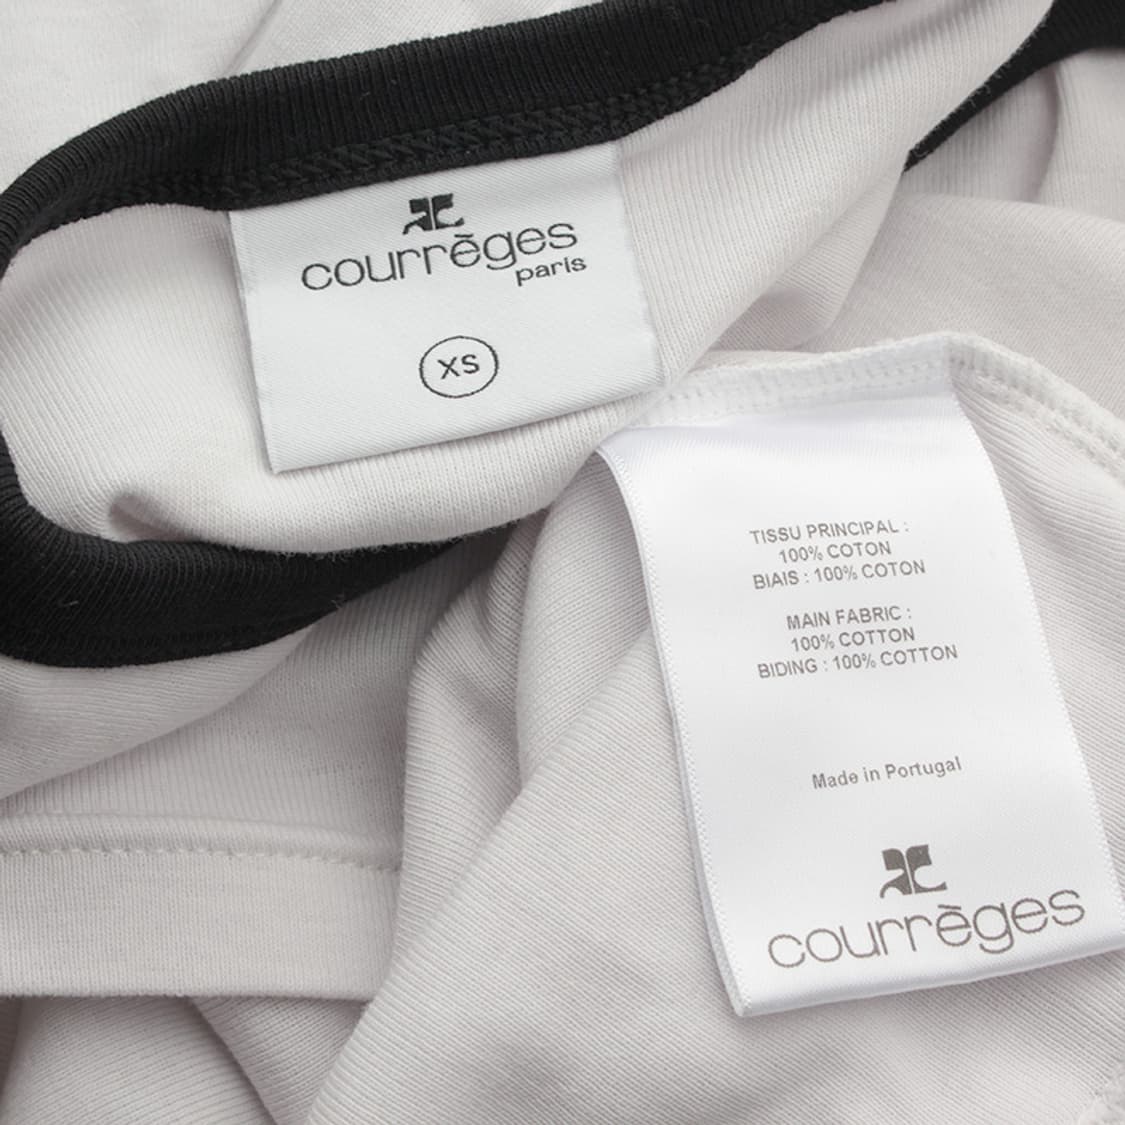 courrèges
paris
XS
TISSU PRINCIPAL :
100% COTON
BIAIS : 100% COTON
MAIN FABRIC :
100% COTTON
BIDING : 100% COTTON
Made in Portugal
courrèges